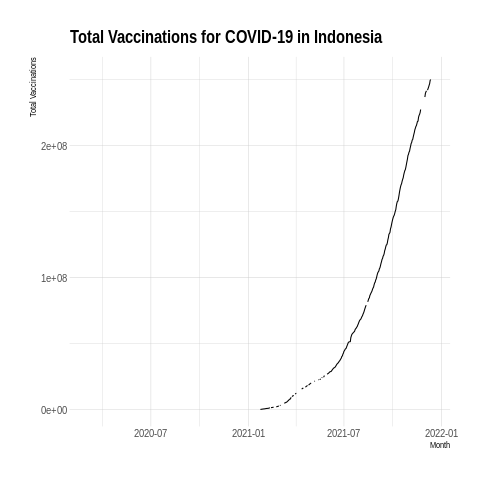 Total Vaccinations for COVID-19 in Indonesia
Total Vaccinations
2e+08
1e+08
0e+00
2020-07 2021-01 2021-07 2022-01
Month